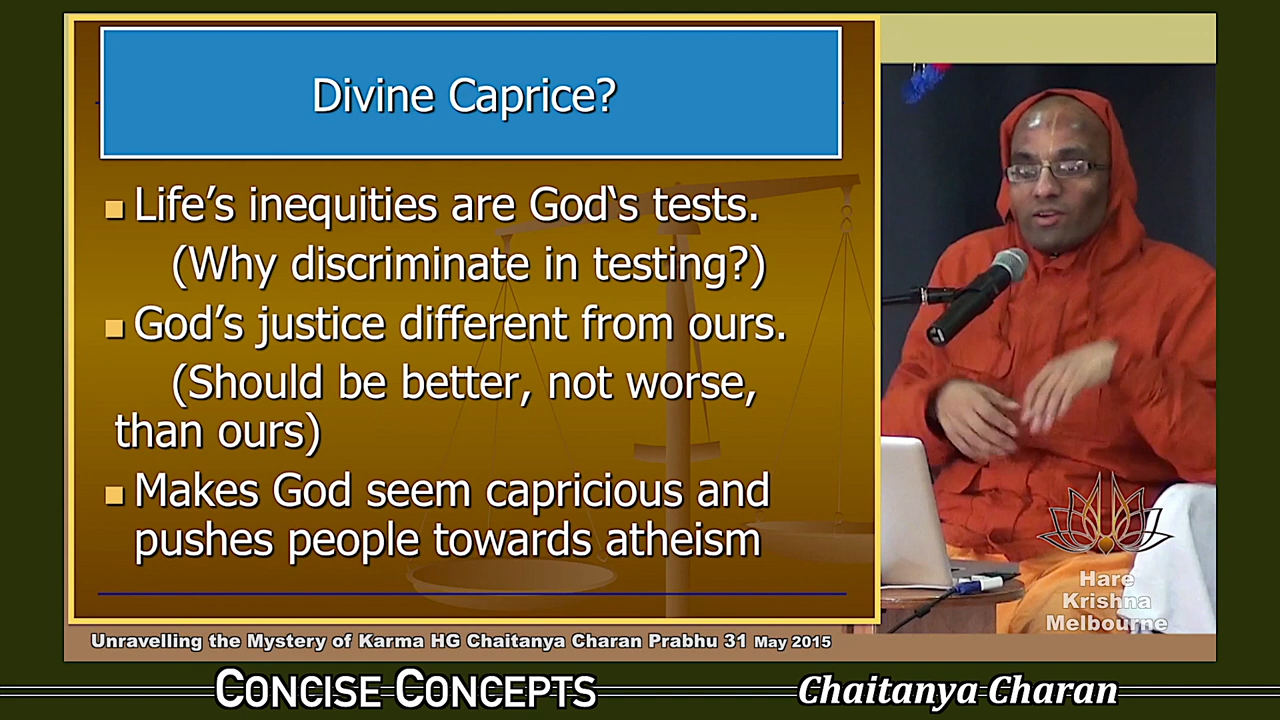 Divine Caprice?
■ Life’s inequities are God‘s tests.
(Why discriminate in testing?)
■ God’s justice different from ours.
(Should be better, not worse,
than ours)
■ Makes God seem capricious and
pushes people towards atheism
Hare
Krishna
Melbourne
Unravelling the Mystery of Karma HG Chaitanya Charan Prabhu 31 May 2015
CONCISE CONCEPTS
Chaitanya Charan